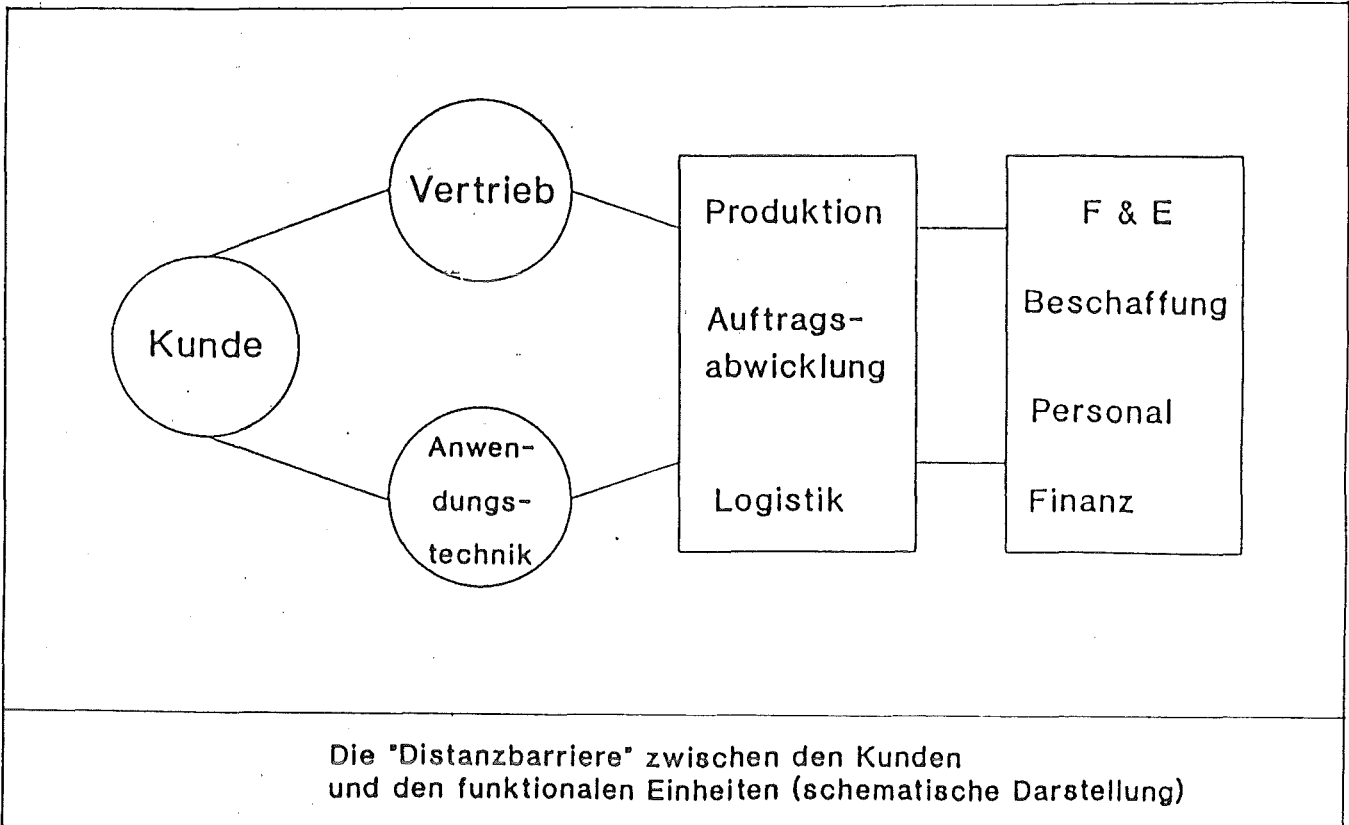 Kunde
Vertrieb
Anwen-
dungs-
technik
Produktion
Auftrags-
abwicklung
Logistik
F & E
Beschaffung
Personal
Finanz
Die "Distanzbarriere" zwischen den Kunden
und den funktionalen Einheiten (schematische Darstellung)